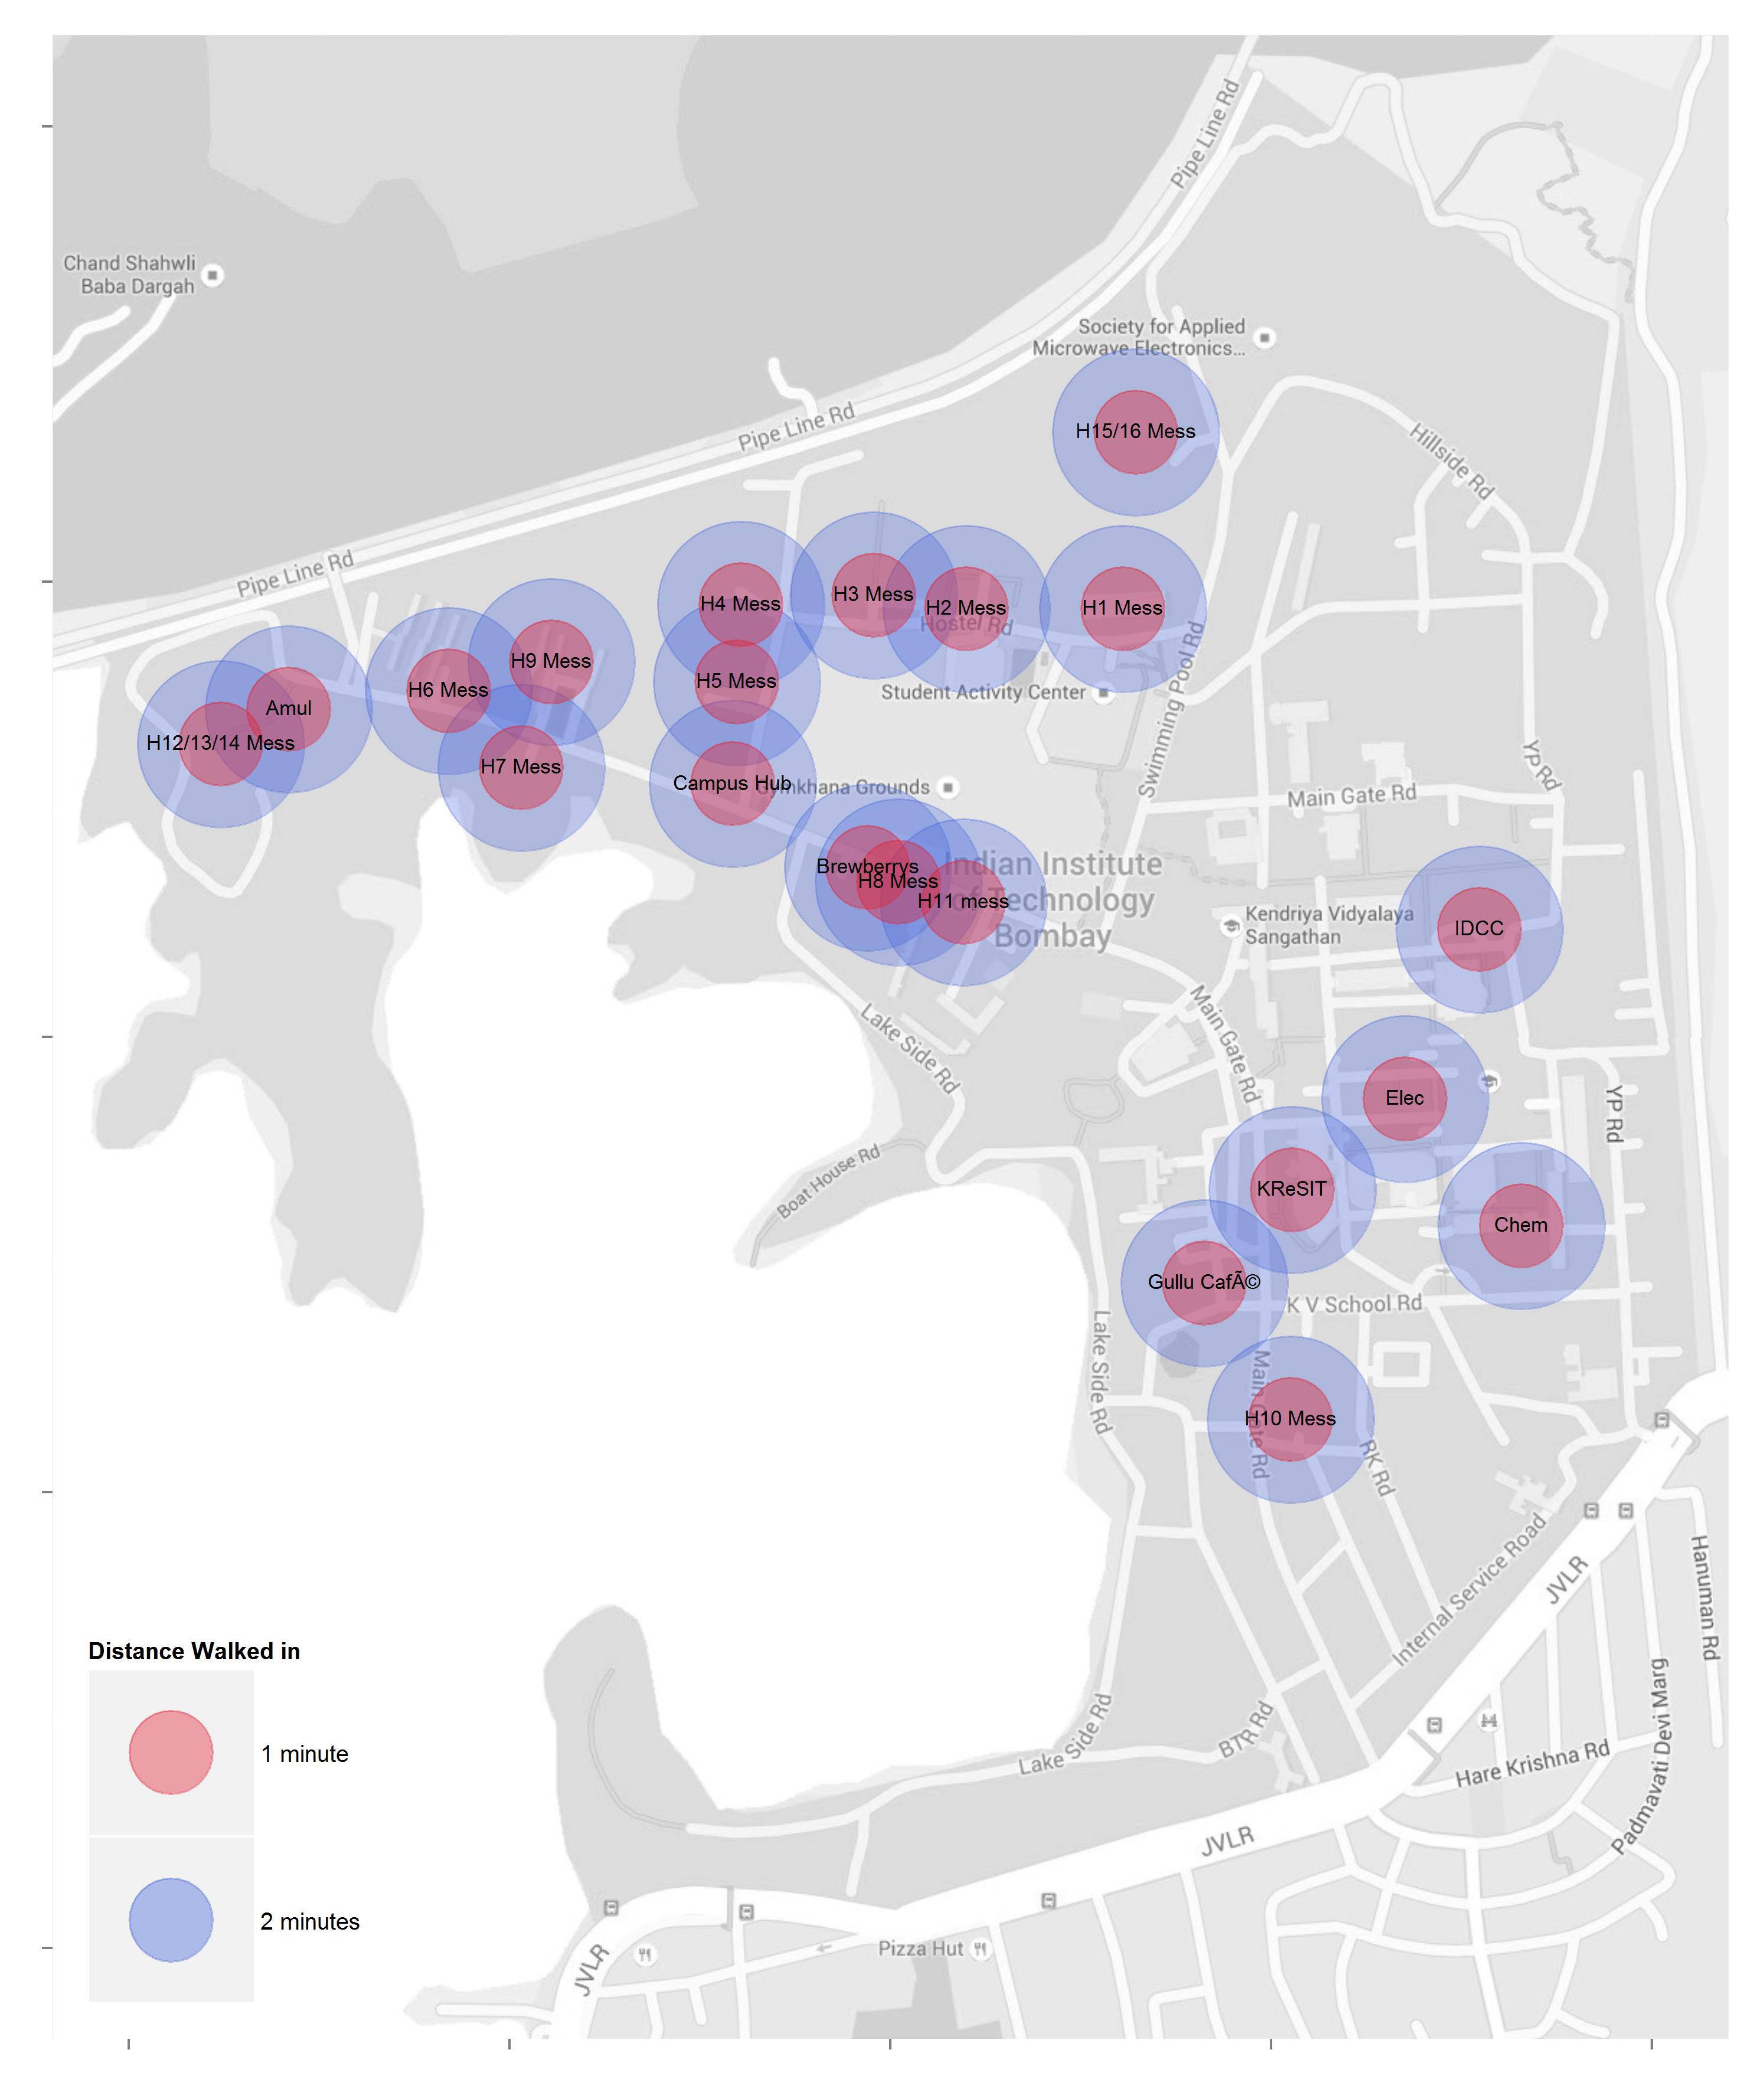 Pipe Line Rd
Chand Shahwli
Baba Dargah
Society for Applied
Microwave Electronics...
Pipe Line Rd
H15/16 Mess
Hillside Rd
Pipe Line Rd
H4 Mess
H3 Mess
H2 Mess
H1 Mess
Hostel Rd
H9 Mess
H6 Mess
H5 Mess
Student Activity Center
Swimming Pool Rd
Amul
H12/13/14 Mess
H7 Mess
Campus Hub
Gymkhana Grounds
Main Gate Rd
YP Rd
Brewberrys
H8 Mess
H11 mess
Indian Institute
of Technology
Bombay
Kendriya Vidyalaya
Sangathan
IDCC
Lake Side Rd
Main Gate Rd
Elec
YP Rd
Boat House Rd
KReSIT
Chem
Gullu CafÃ©
K V School Rd
Lake Side Rd
Main Gate Rd
H10 Mess
RK Rd
Internal Service Road
JVLR
Hanuman Rd
Distance Walked in
1 minute
2 minutes
Lake Side Rd
BTR Rd
Hare Krishna Rd
Padmavati Devi Marg
JVLR
Pizza Hut
JVLR